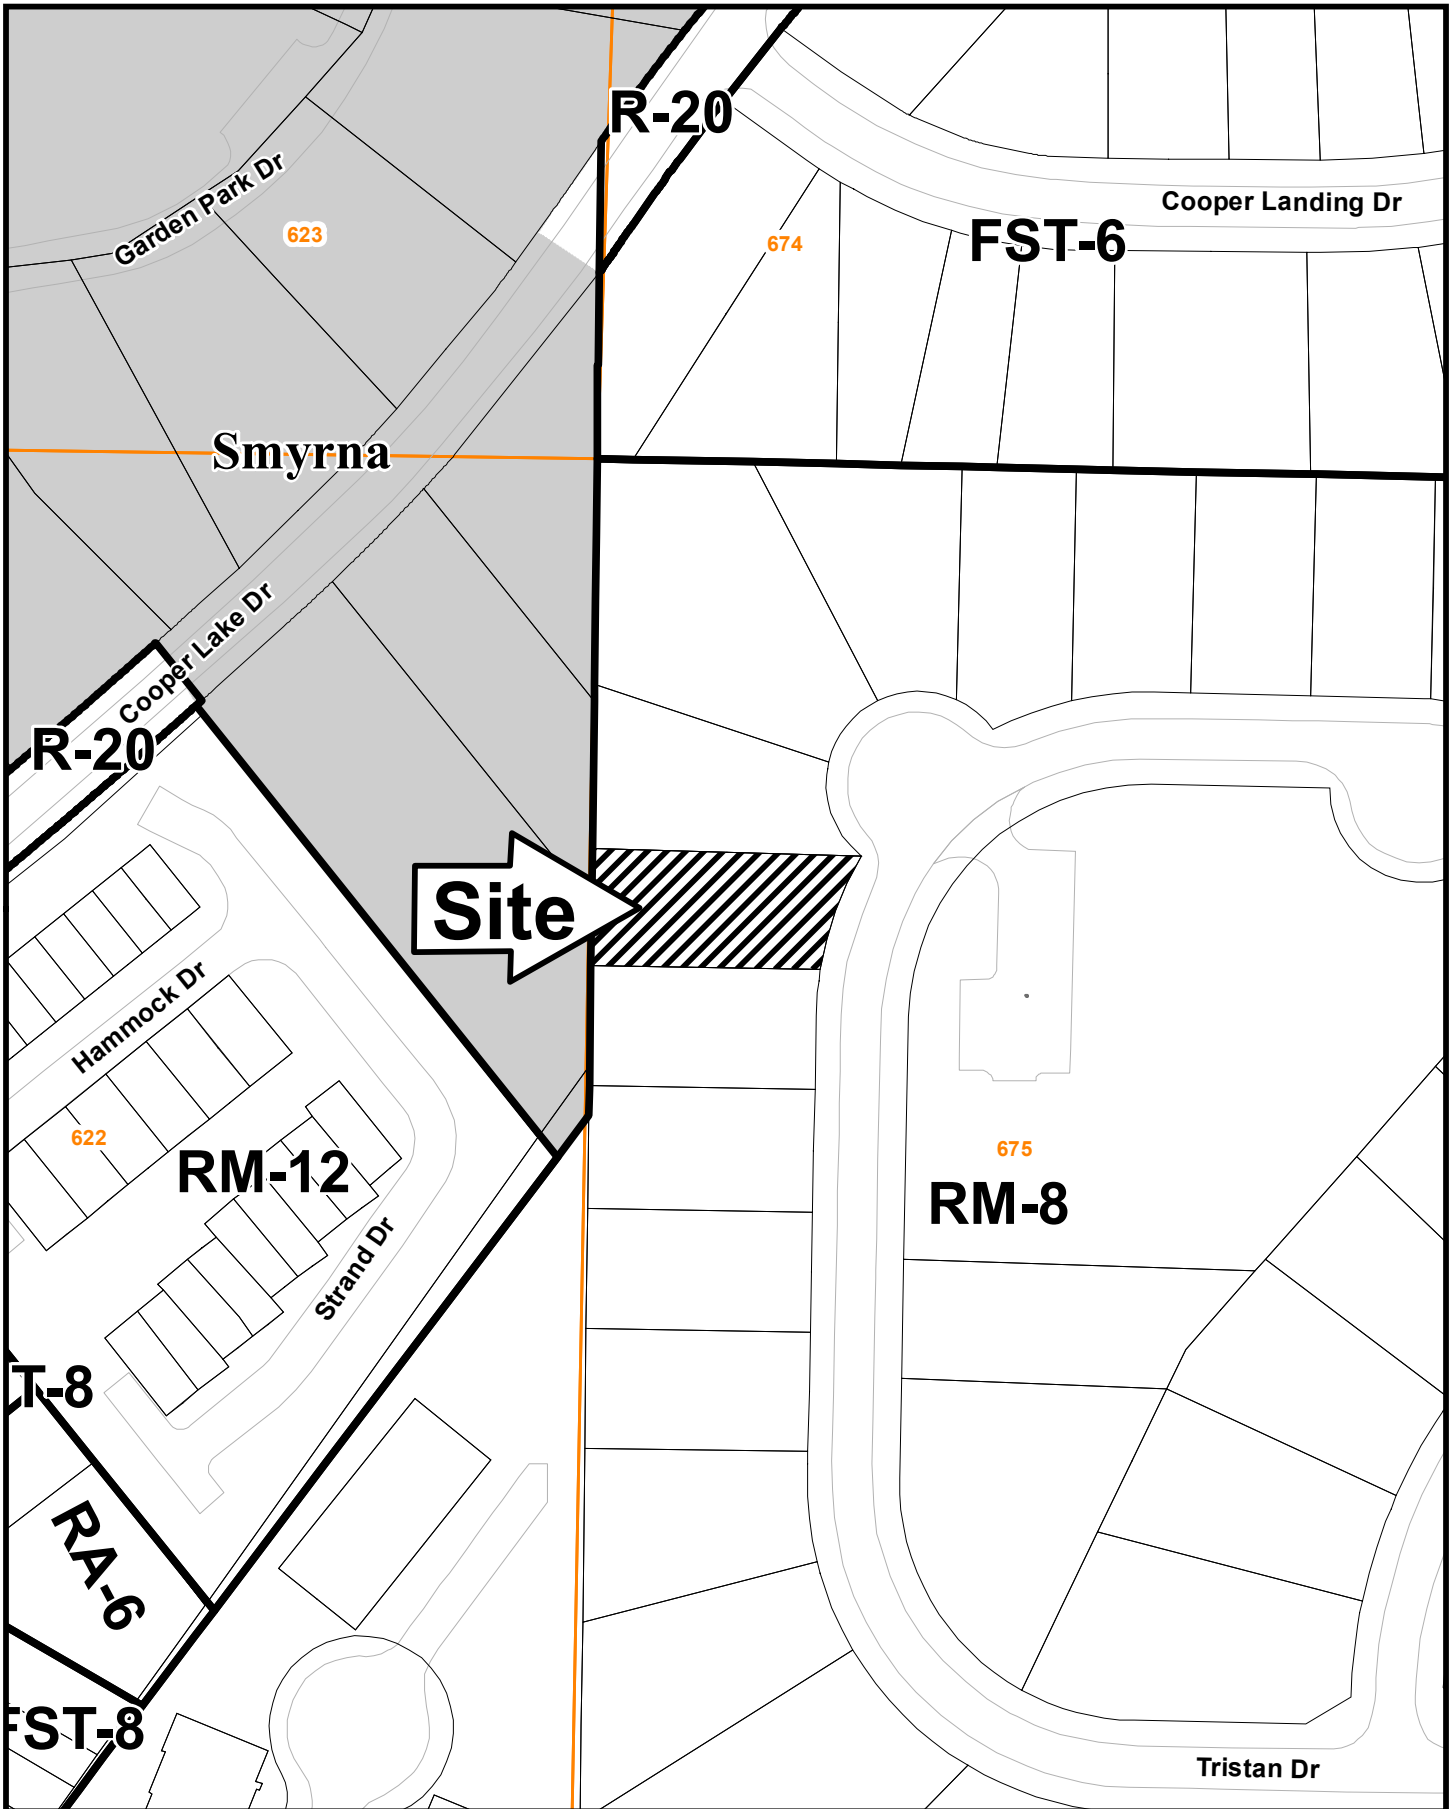 R-20
Garden Park Dr
Cooper Landing Dr
623
674
FST-6
Smyrna
Cooper Lake Dr
R-20
Site
Hammock Dr
622
675
RM-12
RM-8
Strand Dr
T-8
RA-6
FST-8
Tristan Dr